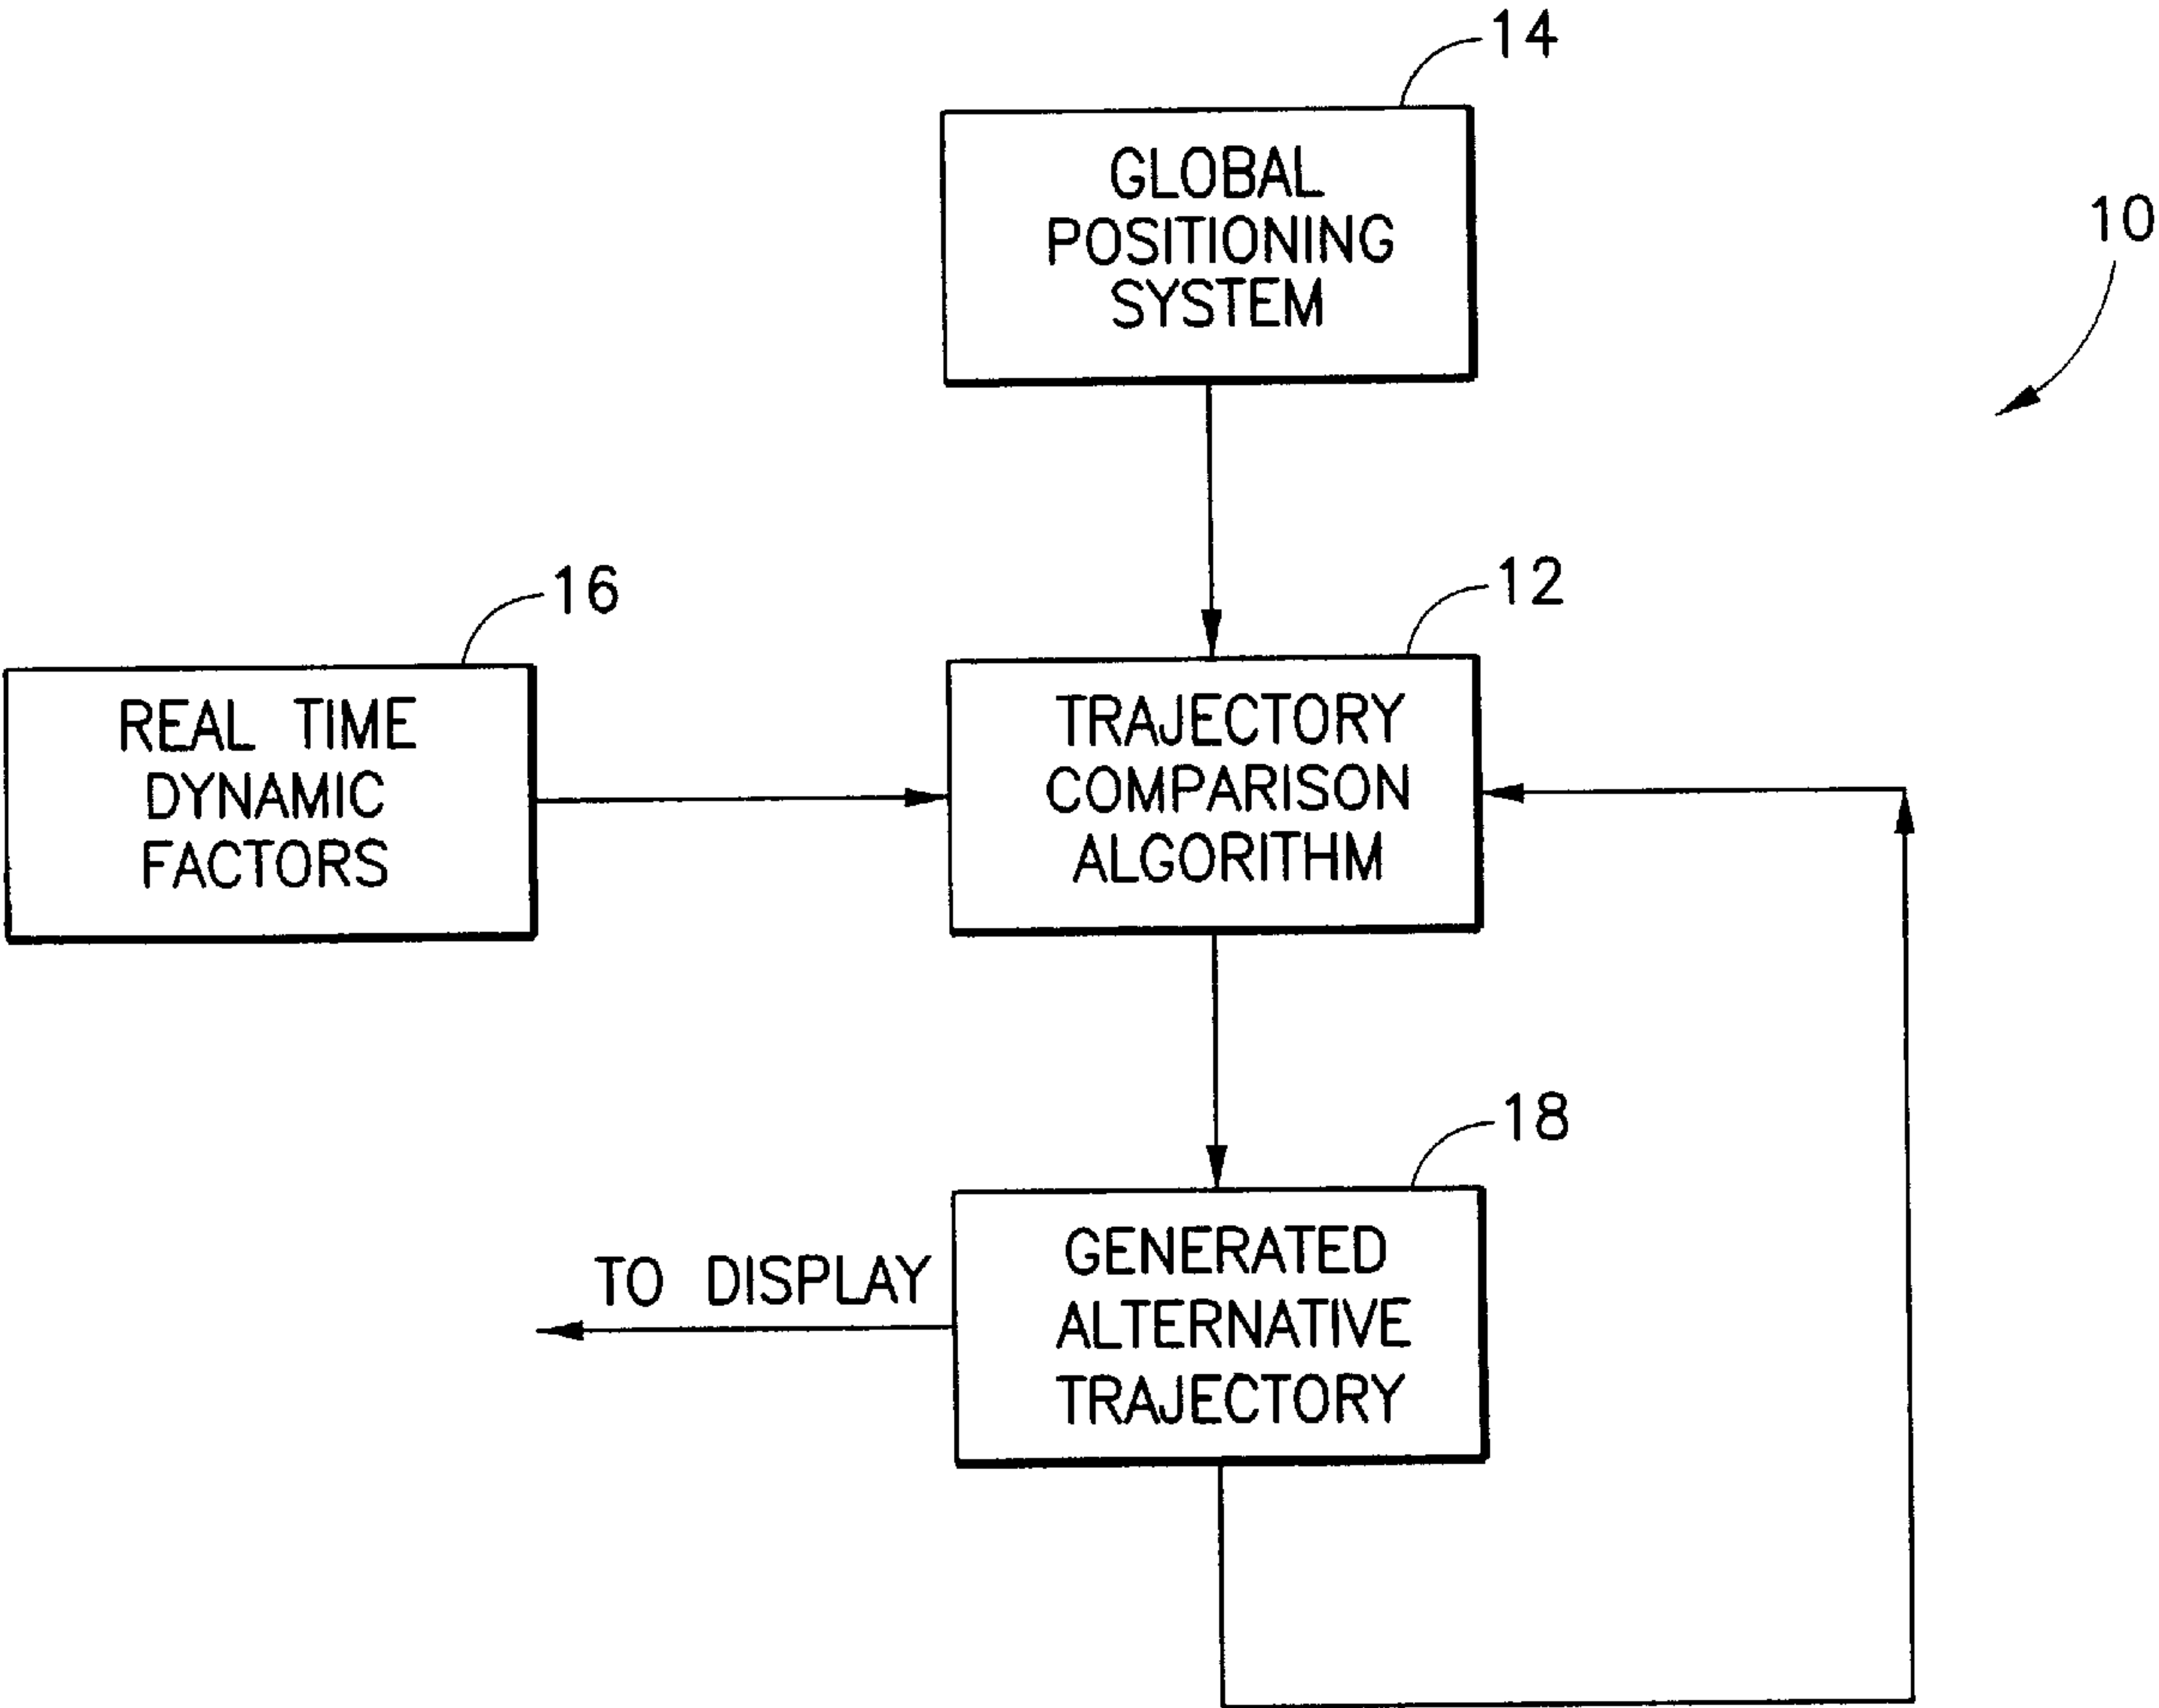 14
GLOBAL
POSITIONING
SYSTEM
10
16
12
REAL TIME
DYNAMIC
FACTORS
TRAJECTORY
COMPARISON
ALGORITHM
18
TO DISPLAY
GENERATED
ALTERNATIVE
TRAJECTORY